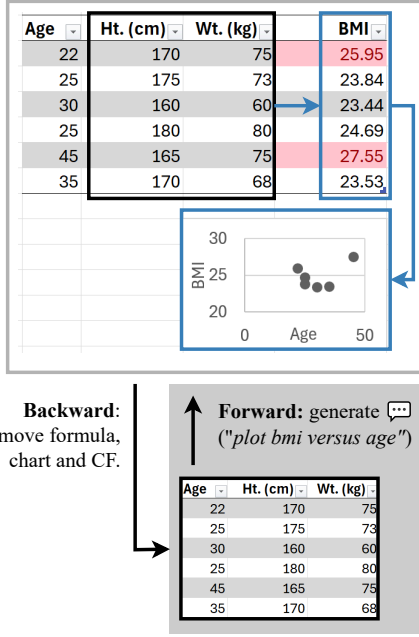 Age Ht. (cm) Wt. (kg) BMI
22 170 75 25.95
25 175 73 23.84
30 160 60 23.44
25 180 80 24.69
45 165 75 27.55
35 170 68 23.53
30
25
20
BMI
0 Age 50
Backward:
move formula,
chart and CF.
Forward: generate
("plot bmi versus age")
Age Ht. (cm) Wt. (kg)
22 170 75
25 175 73
30 160 60
25 180 80
45 165 75
35 170 68